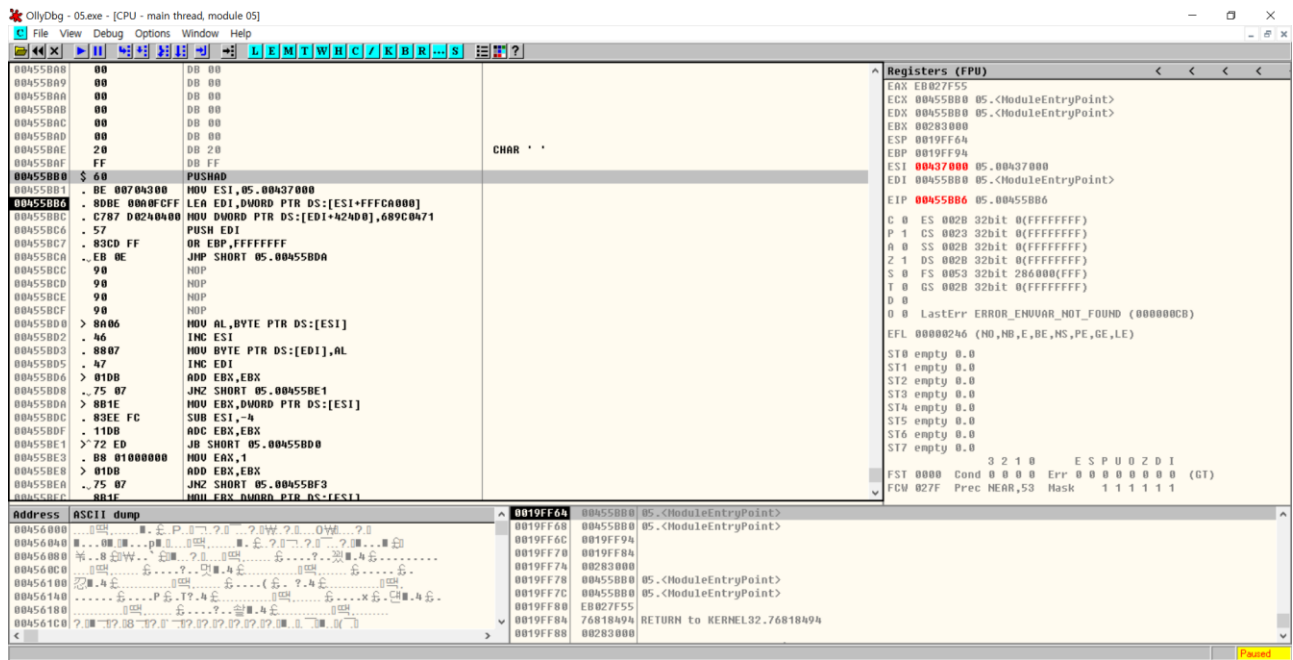 OllyDbg - 05.exe - [CPU - main thread, module 05]
C File View Debug Options Window Help
L E M T W H C / K B R ... S ?
00455BA8 00 DB 00
00455BA9 00 DB 00
00455BAA 00 DB 00
00455BAB 00 DB 00
00455BAC 00 DB 00
00455BAD 00 DB 00
00455BAE 20 DB 20 CHAR ' '
00455BAF FF DB FF
00455BB0 $ 60 PUSHAD
00455BB1 . BE 00704300 MOV ESI,05.00437000
00455BB6 . 8DBE 00A0FCFF LEA EDI,DWORD PTR DS:[ESI+FFFCA000]
00455BBC . C787 D0240400 MOV DWORD PTR DS:[EDI+424D0],689C0471
00455BC6 . 57 PUSH EDI
00455BC7 . 83CD FF OR EBP,FFFFFFFF
00455BCA . EB 0E JMP SHORT 05.00455BDA
00455BCC 90 NOP
00455BCD 90 NOP
00455BCE 90 NOP
00455BCF 90 NOP
00455BD0 > 8A06 MOV AL,BYTE PTR DS:[ESI]
00455BD2 . 46 INC ESI
00455BD3 . 8807 MOV BYTE PTR DS:[EDI],AL
00455BD5 . 47 INC EDI
00455BD6 > 01DB ADD EBX,EBX
00455BD8 . 75 07 JNZ SHORT 05.00455BE1
00455BDA > 8B1E MOV EBX,DWORD PTR DS:[ESI]
00455BDC . 83EE FC SUB ESI,-4
00455BDF . 11DB ADC EBX,EBX
00455BE1 >^72 ED JB SHORT 05.00455BD0
00455BE3 . B8 01000000 MOV EAX,1
00455BE8 > 01DB ADD EBX,EBX
00455BEA . 75 07 JNZ SHORT 05.00455BF3
00455BEC 8B1E MOV EBX,DWORD PTR DS:[ESI]
Registers (FPU) < < < <
EAX EB027F55
ECX 00455BB0 05.<ModuleEntryPoint>
EDX 00455BB0 05.<ModuleEntryPoint>
EBX 00283000
ESP 0019FF64
EBP 0019FF94
ESI 00437000 05.00437000
EDI 00455BB0 05.<ModuleEntryPoint>
EIP 00455BB6 05.00455BB6
C 0 ES 002B 32bit 0(FFFFFFFF)
P 1 CS 0023 32bit 0(FFFFFFFF)
A 0 SS 002B 32bit 0(FFFFFFFF)
Z 1 DS 002B 32bit 0(FFFFFFFF)
S 0 FS 0053 32bit 286000(FFF)
T 0 GS 002B 32bit 0(FFFFFFFF)
D 0
O 0 LastErr ERROR_ENVVAR_NOT_FOUND (000000CB)
EFL 00000246 (NO,NB,E,BE,NS,PE,GE,LE)
ST0 empty 0.0
ST1 empty 0.0
ST2 empty 0.0
ST3 empty 0.0
ST4 empty 0.0
ST5 empty 0.0
ST6 empty 0.0
ST7 empty 0.0
3 2 1 0 E S P U O Z D I
FST 0000 Cond 0 0 0 0 Err 0 0 0 0 0 0 0 0 (GT)
FCW 027F Prec NEAR,53 Mask 1 1 1 1 1 1
Address ASCII dump
00456000
00456040
00456080
004560C0
00456100
00456140
00456180
004561C0
0019FF64 00455BB0 05.<ModuleEntryPoint>
0019FF68 00455BB0 05.<ModuleEntryPoint>
0019FF6C 0019FF94
0019FF70 0019FF84
0019FF74 00283000
0019FF78 00455BB0 05.<ModuleEntryPoint>
0019FF7C 00455BB0 05.<ModuleEntryPoint>
0019FF80 EB027F55
0019FF84 76818494 RETURN to KERNEL32.76818494
0019FF88 00283000
Paused